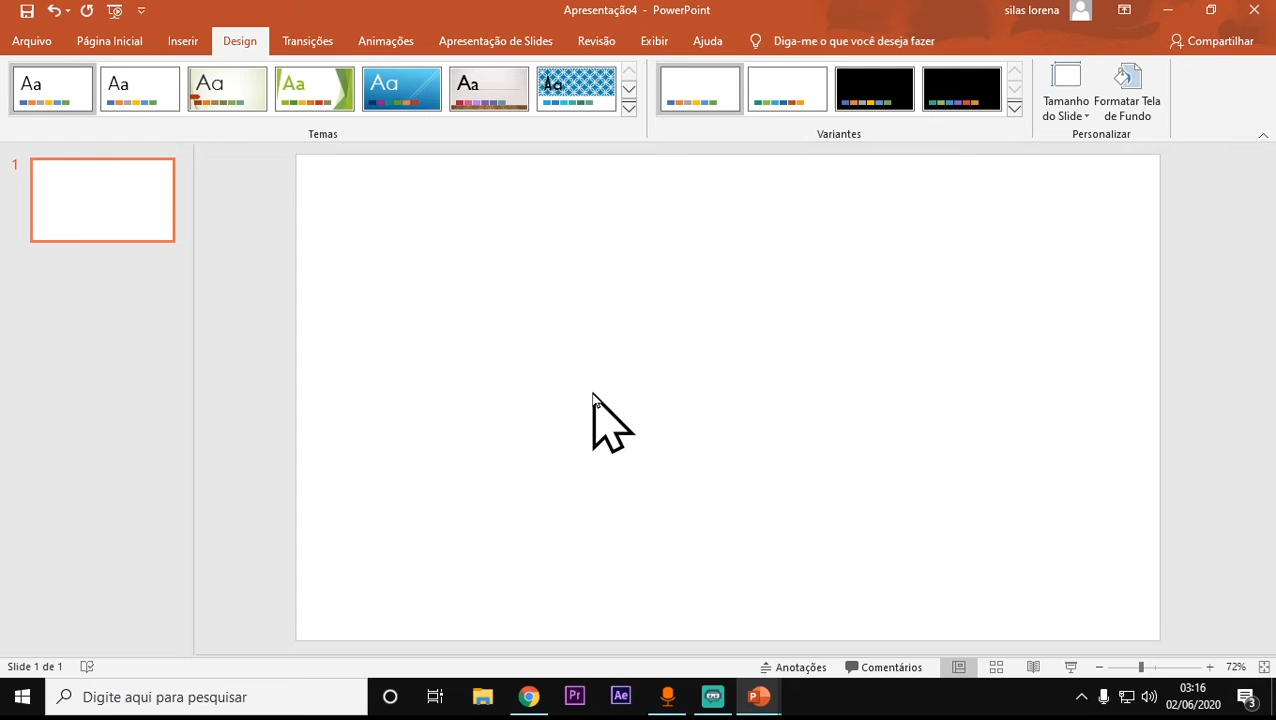 Apresentação4 - PowerPoint
silas lorena
Arquivo Página Inicial Inserir Design Transições Animações Apresentação de Slides Revisão Exibir Ajuda Diga-me o que você deseja fazer Compartilhar
Aa Aa Aa Aa Aa Aa Aa
Tamanho do Slide
Formatar Tela de Fundo
Temas Variantes Personalizar
1
Slide 1 de 1 Anotações Comentários 72%
Digite aqui para pesquisar
Pr Ae
03:16
02/06/2020
3